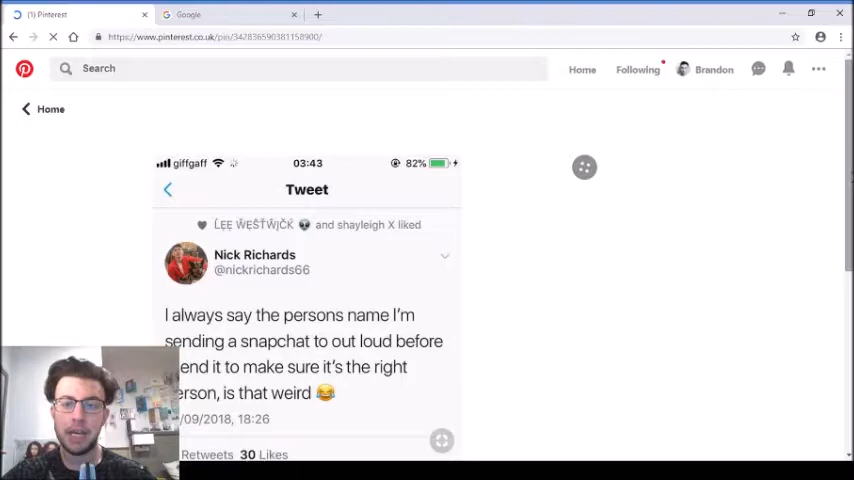 (1) Pinterest
Google
https://www.pinterest.co.uk/pin/342836590381158900/
Search
Home
Following
Brandon
Home
giffgaff
03:43
82%
Tweet
ĹĘĘ ŴĘŜŤŴĮČЌ 👽 and shayleigh X liked
Nick Richards
@nickrichards66
I always say the persons name I'm
sending a snapchat to out loud before
end it to make sure it's the right
erson, is that weird 😂
/09/2018, 18:26
Retweets 30 Likes